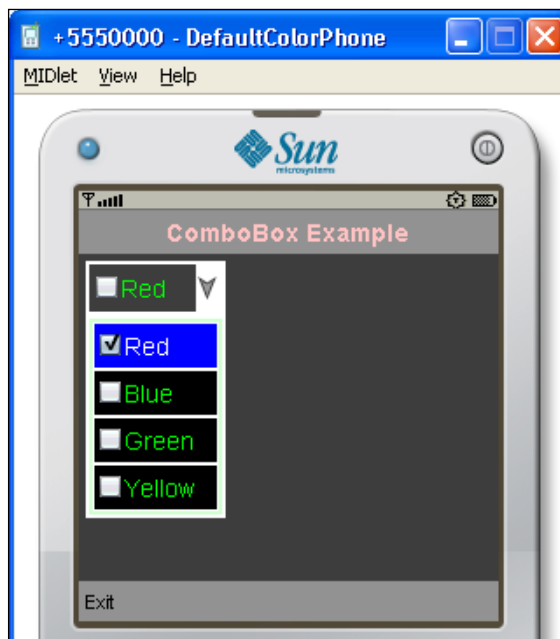 +5550000 - DefaultColorPhone
MIDlet View Help
Sun
microsystems
ComboBox Example
Red
Red
Blue
Green
Yellow
Exit